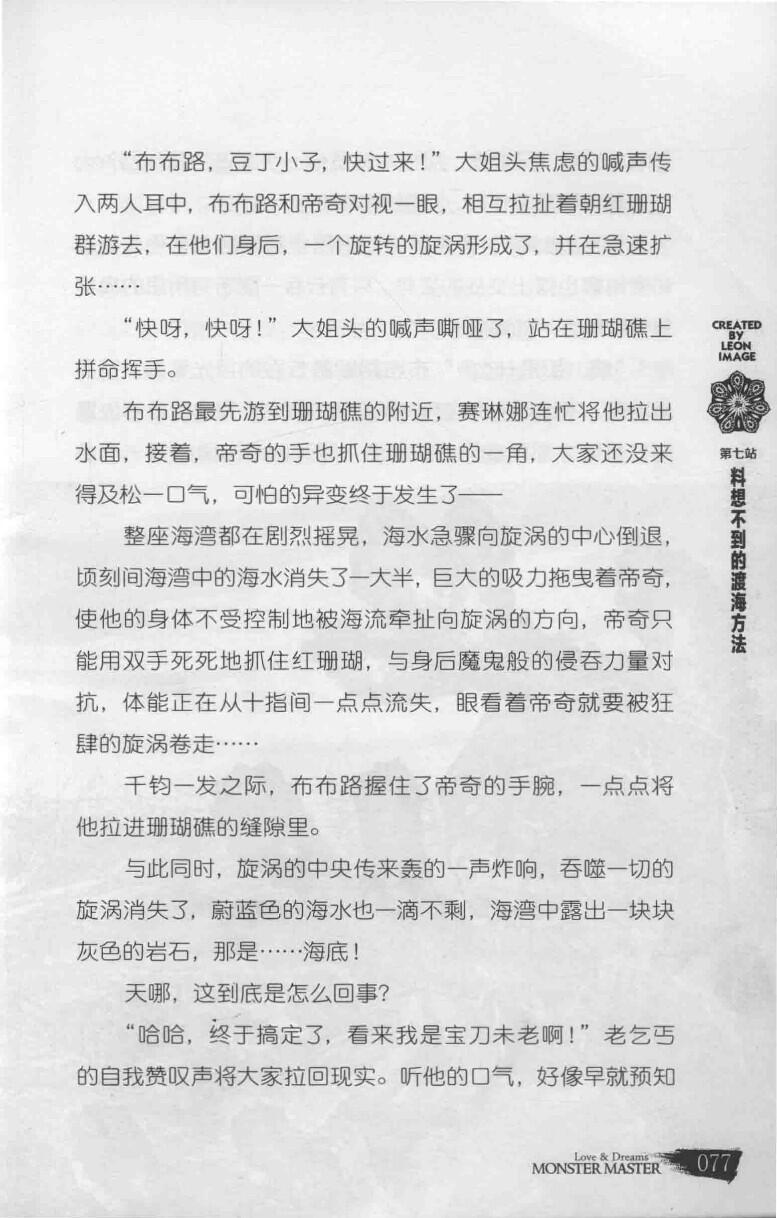 “布布路，豆丁小子，快过来！”大姐头焦虑的喊声传
入两人耳中，布布路和帝奇对视一眼，相互拉扯着朝红珊瑚
群游去，在他们身后，一个旋转的旋涡形成了，并在急速扩
张……
“快呀，快呀！”大姐头的喊声嘶哑了，站在珊瑚礁上
拼命挥手。
布布路最先游到珊瑚礁的附近，赛琳娜连忙将他拉出
水面，接着，帝奇的手也抓住珊瑚礁的一角，大家还没来
得及松一口气，可怕的异变终于发生了——
整座海湾都在剧烈摇晃，海水急骤向旋涡的中心倒退，
顷刻间海湾中的海水消失了一大半，巨大的吸力拖曳着帝奇，
使他的身体不受控制地被海流牵扯向旋涡的方向，帝奇只
能用双手死死地抓住红珊瑚，与身后魔鬼般的侵吞力量对
抗，体能正在从十指间一点点流失，眼看着帝奇就要被狂
肆的旋涡卷走……
千钧一发之际，布布路握住了帝奇的手腕，一点点将
他拉进珊瑚礁的缝隙里。
与此同时，旋涡的中央传来轰的一声炸响，吞噬一切的
旋涡消失了，蔚蓝色的海水也一滴不剩，海湾中露出一块块
灰色的岩石，那是……海底！
天哪，这到底是怎么回事？
“哈哈，终于搞定了，看来我是宝刀未老啊！”老乞丐
的自我赞叹声将大家拉回现实。听他的口气，好像早就预知
CREATED
BY
LEON
IMAGE
第七站
料想不到的渡海方法
Love & Dreams
MONSTER MASTER
077